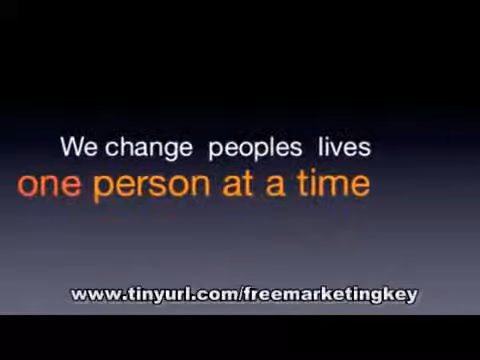 We change peoples lives
one person at a time
www.tinyurl.com/freemarketingkey